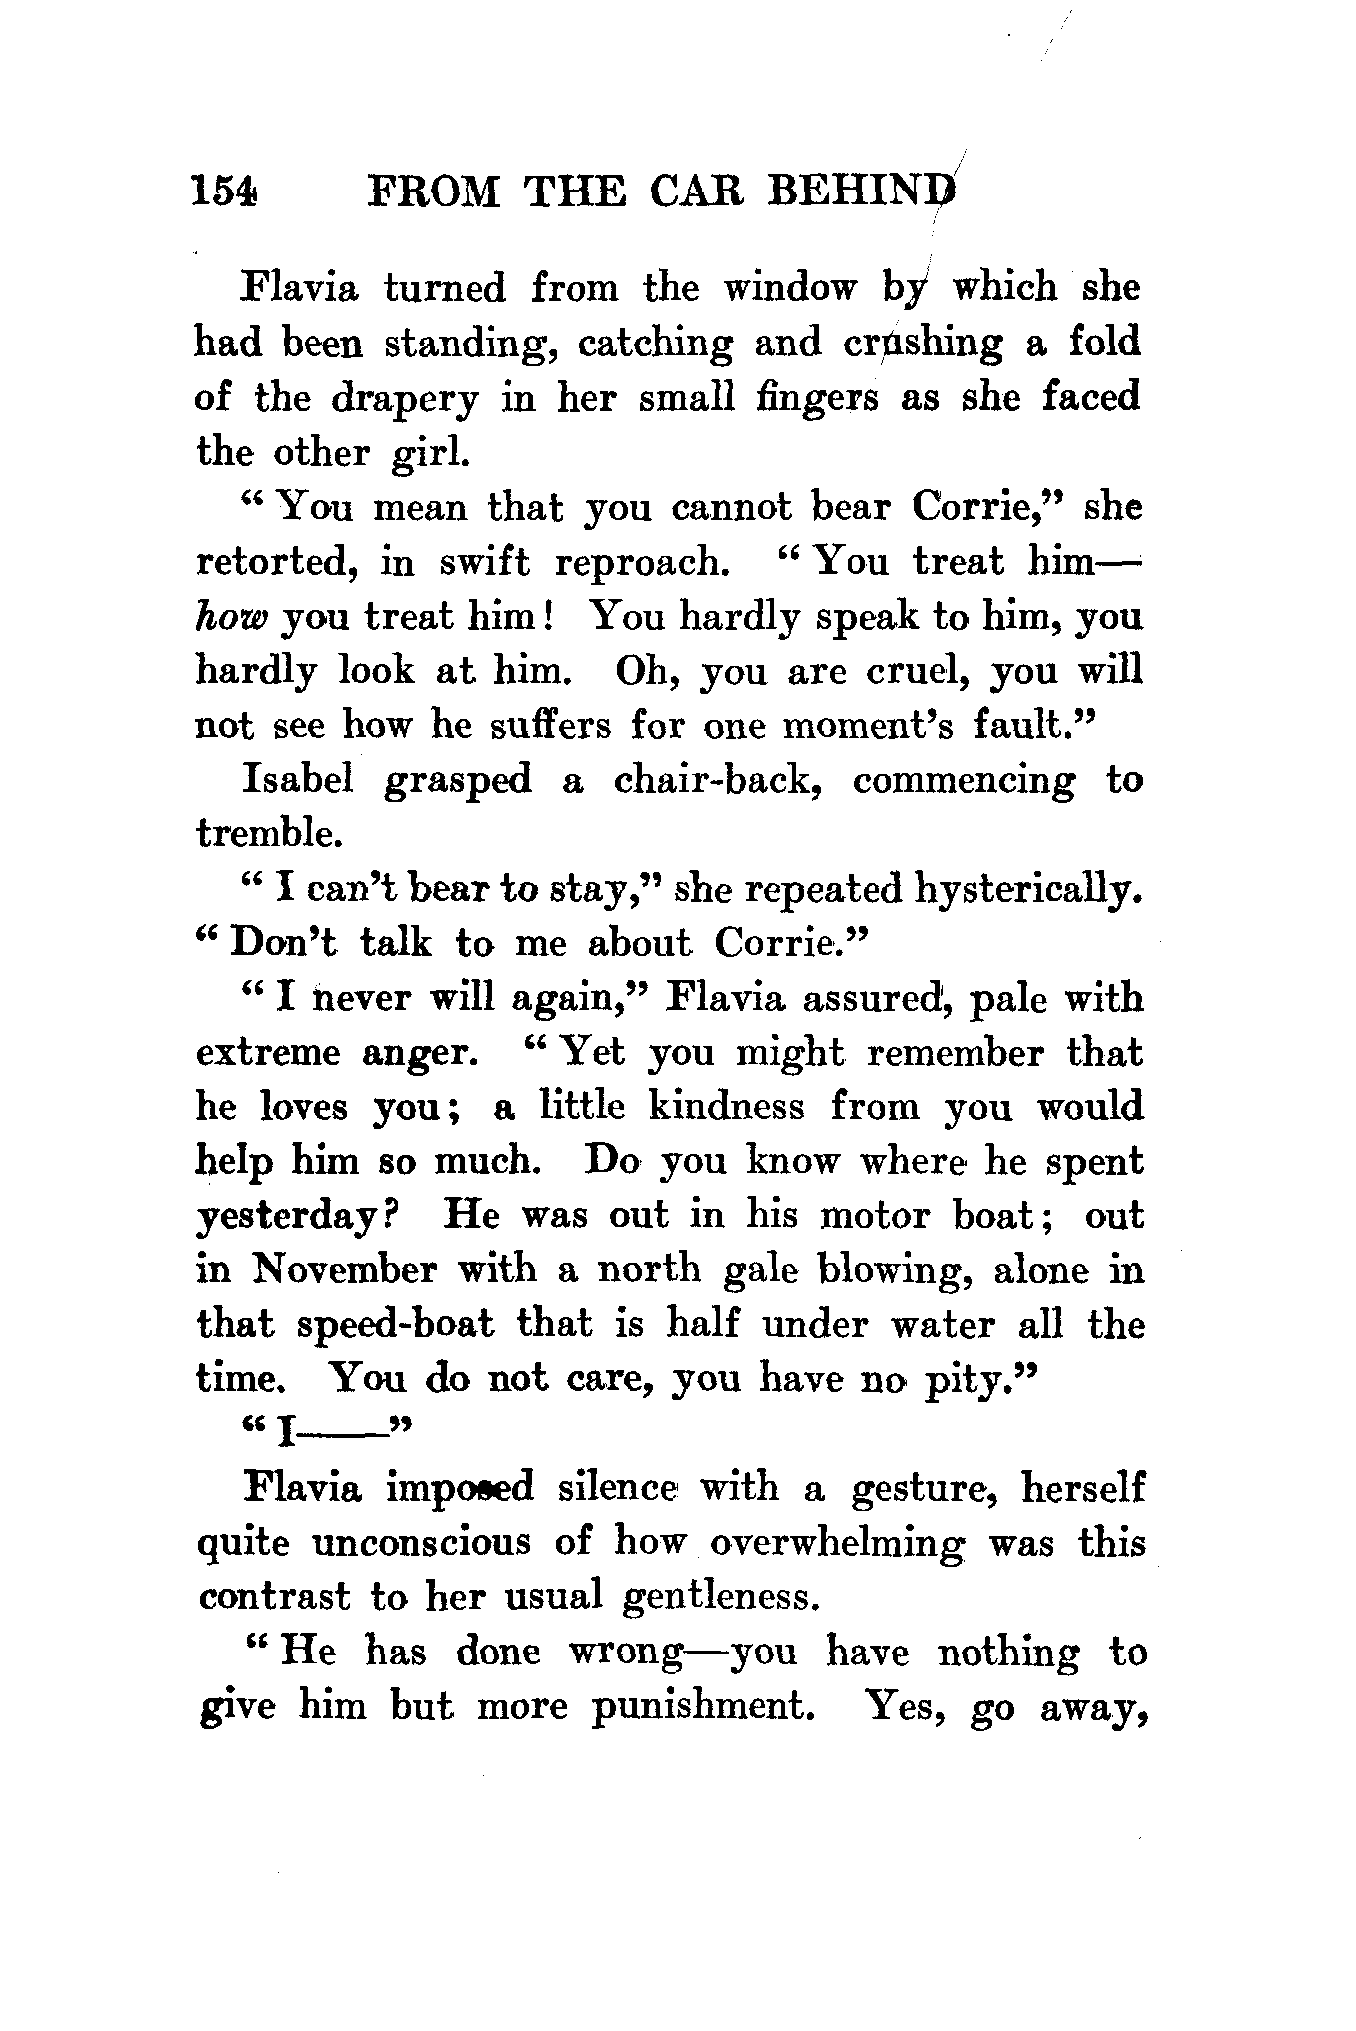 154 FROM THE CAR BEHIND
Flavia turned from the window by which she
had been standing, catching and crushing a fold
of the drapery in her small fingers as she faced
the other girl.
“ You mean that you cannot bear Corrie,” she
retorted, in swift reproach. “ You treat him—
how you treat him! You hardly speak to him, you
hardly look at him. Oh, you are cruel, you will
not see how he suffers for one moment’s fault.”
Isabel grasped a chair-back, commencing to
tremble.
“ I can’t bear to stay,” she repeated hysterically.
“ Don’t talk to me about Corrie.”
“ I never will again,” Flavia assured, pale with
extreme anger. “ Yet you might remember that
he loves you; a little kindness from you would
help him so much. Do you know where he spent
yesterday? He was out in his motor boat; out
in November with a north gale blowing, alone in
that speed-boat that is half under water all the
time. You do not care, you have no pity.”
“ I——”
Flavia imposed silence with a gesture, herself
quite unconscious of how overwhelming was this
contrast to her usual gentleness.
“ He has done wrong—you have nothing to
give him but more punishment. Yes, go away,